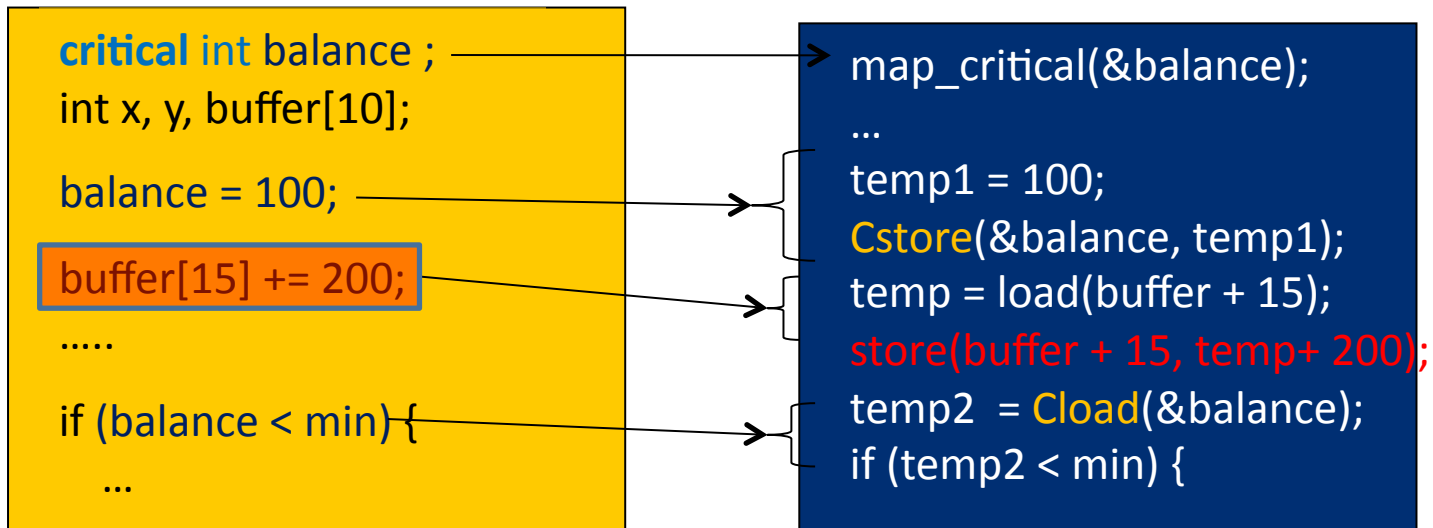 critical int balance ;
int x, y, buffer[10];
balance = 100;
buffer[15] += 200;
.....
if (balance < min) {
...
map_critical(&balance);
...
temp1 = 100;
Cstore(&balance, temp1);
temp = load(buffer + 15);
store(buffer + 15, temp+ 200);
temp2  = Cload(&balance);
if (temp2 < min) {